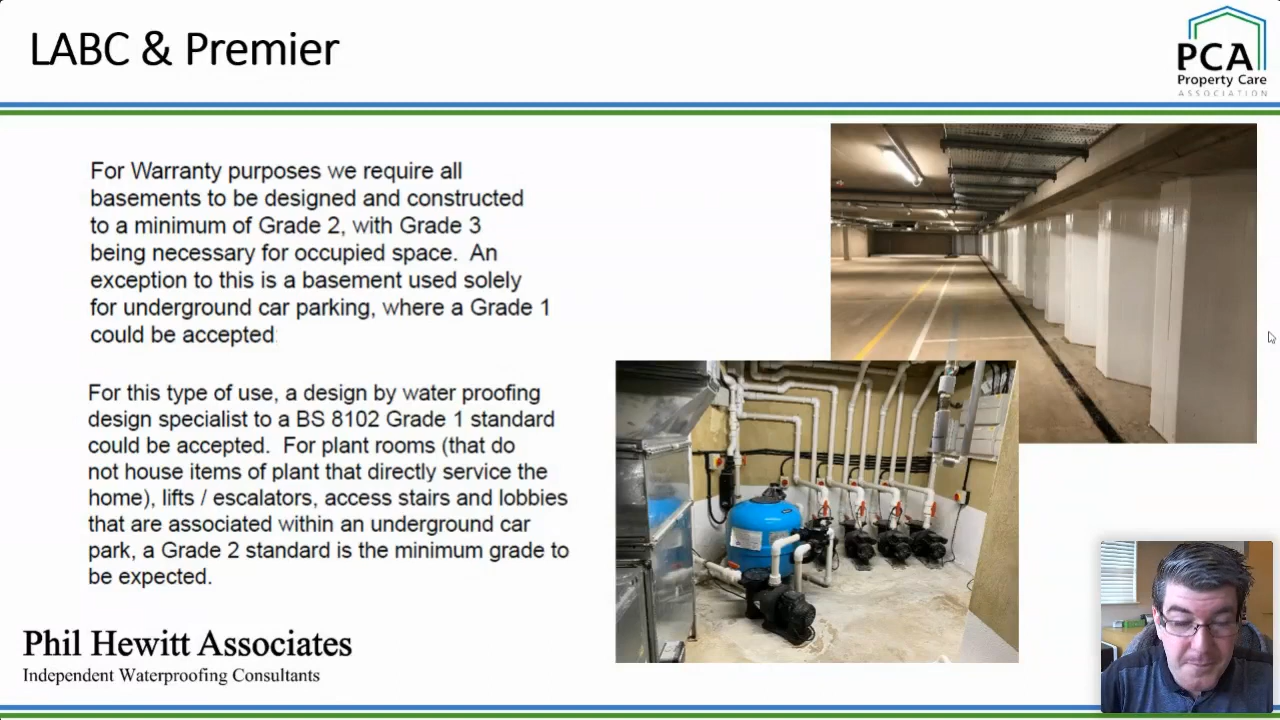 LABC & Premier
PCA
Property Care
ASSOCIATION
For Warranty purposes we require all
basements to be designed and constructed
to a minimum of Grade 2, with Grade 3
being necessary for occupied space. An
exception to this is a basement used solely
for underground car parking, where a Grade 1
could be accepted
For this type of use, a design by water proofing
design specialist to a BS 8102 Grade 1 standard
could be accepted. For plant rooms (that do
not house items of plant that directly service the
home), lifts / escalators, access stairs and lobbies
that are associated within an underground car
park, a Grade 2 standard is the minimum grade to
be expected.
Phil Hewitt Associates
Independent Waterproofing Consultants